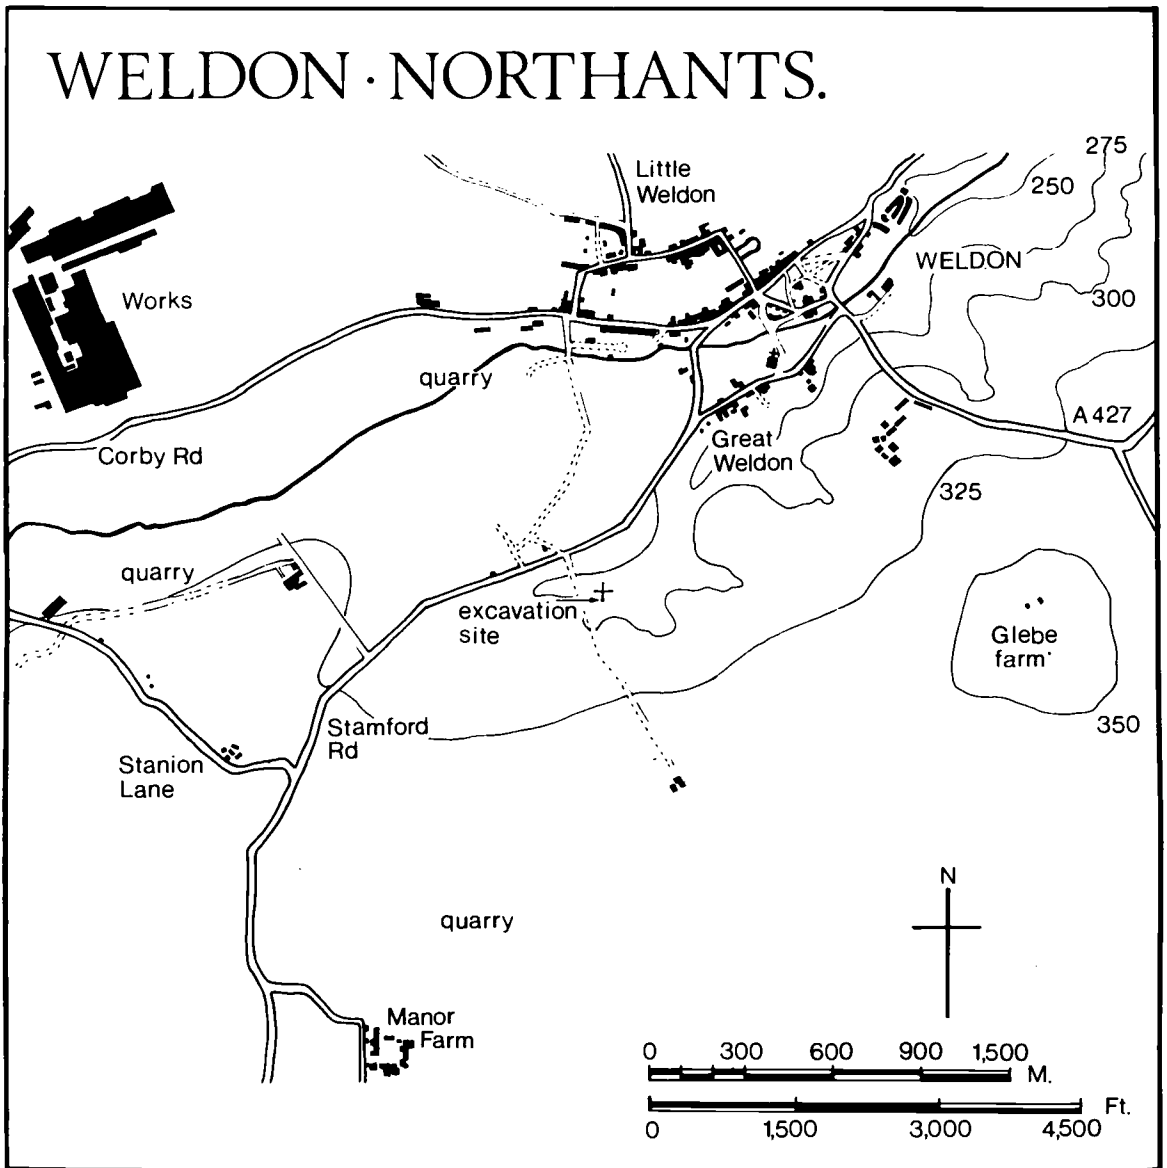 WELDON · NORTHANTS.
275
Little
Weldon
250
WELDON
Works
300
quarry
A 427
Corby Rd
Great
Weldon
325
quarry
excavation
site
Glebe
farm
Stamford
Rd
350
Stanion
Lane
N
quarry
Manor
Farm
0 300 600 900 1,500
M.
Ft.
0 1,500 3,000 4,500